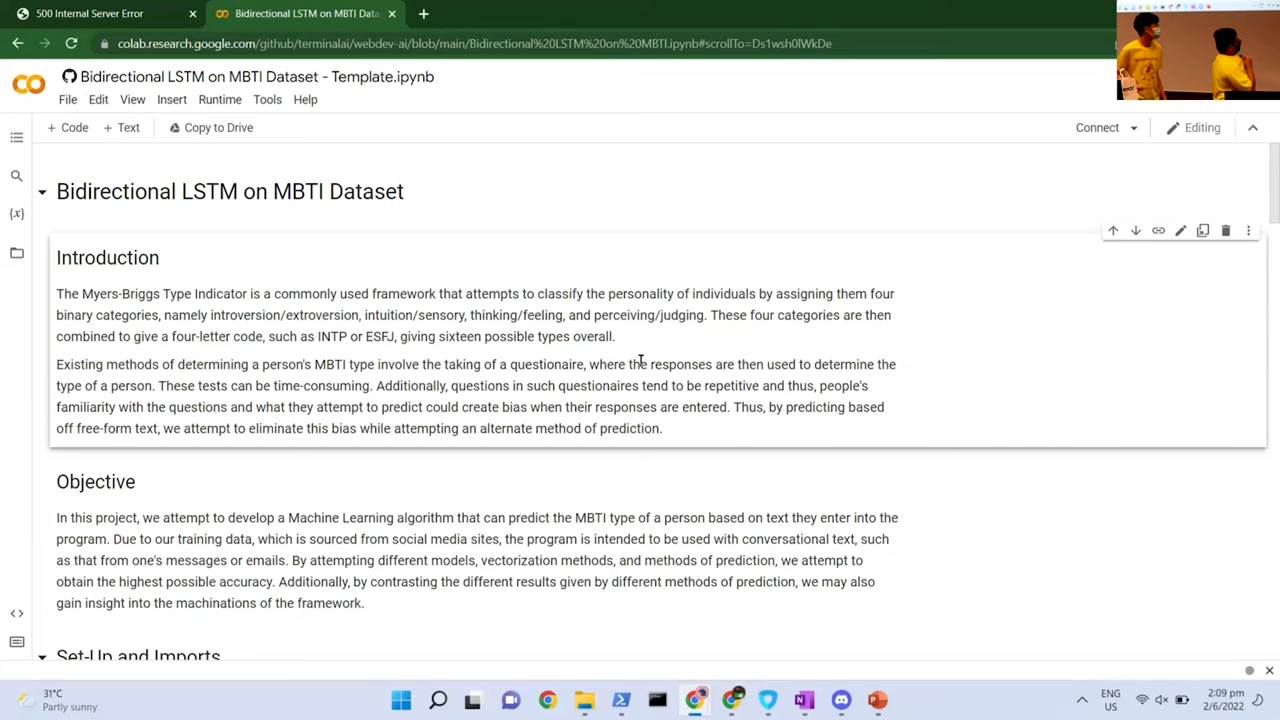 500 Internal Server Error
Bidirectional LSTM on MBTI Data
colab.research.google.com/github/terminalai/webdev-ai/blob/main/Bidirectional%20LSTM%20on%20MBTI.ipynb#scrollTo=Ds1wsh0lWkDe
Bidirectional LSTM on MBTI Dataset - Template.ipynb
File Edit View Insert Runtime Tools Help
+ Code + Text Copy to Drive
Connect Editing
Bidirectional LSTM on MBTI Dataset
Introduction
The Myers-Briggs Type Indicator is a commonly used framework that attempts to classify the personality of individuals by assigning them four
binary categories, namely introversion/extroversion, intuition/sensory, thinking/feeling, and perceiving/judging. These four categories are then
combined to give a four-letter code, such as INTP or ESFJ, giving sixteen possible types overall.
Existing methods of determining a person's MBTI type involve the taking of a questionaire, where the responses are then used to determine the
type of a person. These tests can be time-consuming. Additionally, questions in such questionaires tend to be repetitive and thus, people's
familiarity with the questions and what they attempt to predict could create bias when their responses are entered. Thus, by predicting based
off free-form text, we attempt to eliminate this bias while attempting an alternate method of prediction.
Objective
In this project, we attempt to develop a Machine Learning algorithm that can predict the MBTI type of a person based on text they enter into the
program. Due to our training data, which is sourced from social media sites, the program is intended to be used with conversational text, such
as that from one's messages or emails. By attempting different models, vectorization methods, and methods of prediction, we attempt to
obtain the highest possible accuracy. Additionally, by contrasting the different results given by different methods of prediction, we may also
gain insight into the machinations of the framework.
Set-Up and Imports
31°C
Partly sunny
ENG
US
2:09 pm
2/6/2022